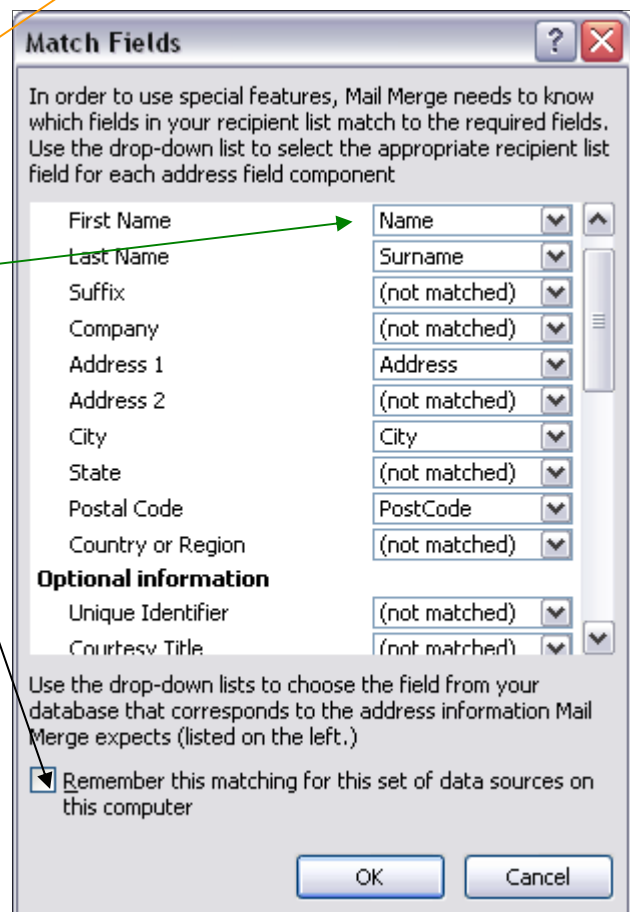 Match Fields
In order to use special features, Mail Merge needs to know
which fields in your recipient list match to the required fields.
Use the drop-down list to select the appropriate recipient list
field for each address field component
First Name Name
Last Name Surname
Suffix (not matched)
Company (not matched)
Address 1 Address
Address 2 (not matched)
City City
State (not matched)
Postal Code PostCode
Country or Region (not matched)
Optional information
Unique Identifier (not matched)
Courtesy Title (not matched)
Use the drop-down lists to choose the field from your
database that corresponds to the address information Mail
Merge expects (listed on the left.)
Remember this matching for this set of data sources on
this computer
OK Cancel